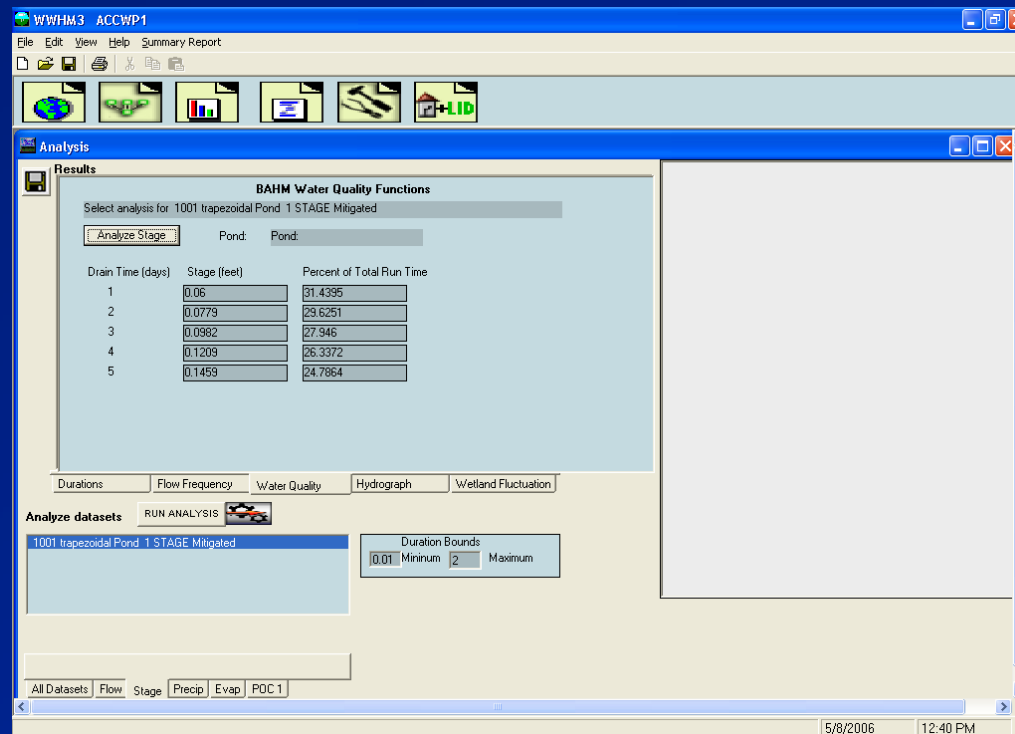 WWHM3 ACCWP1
File Edit View Help Summary Report
+LID
Analysis
Results
BAHM Water Quality Functions
Select analysis for 1001 trapezoidal Pond 1 STAGE Mitigated
Analyze Stage Pond: Pond:
Drain Time (days) Stage (feet) Percent of Total Run Time
1 0.06 31.4395
2 0.0779 29.6251
3 0.0982 27.946
4 0.1209 26.3372
5 0.1459 24.7864
Durations Flow Frequency Water Quality Hydrograph Wetland Fluctuation
Analyze datasets RUN ANALYSIS
1001 trapezoidal Pond 1 STAGE Mitigated
Duration Bounds
0.01 Mininum 2 Maximum
All Datasets Flow Stage Precip Evap POC 1
5/8/2006 12:40 PM